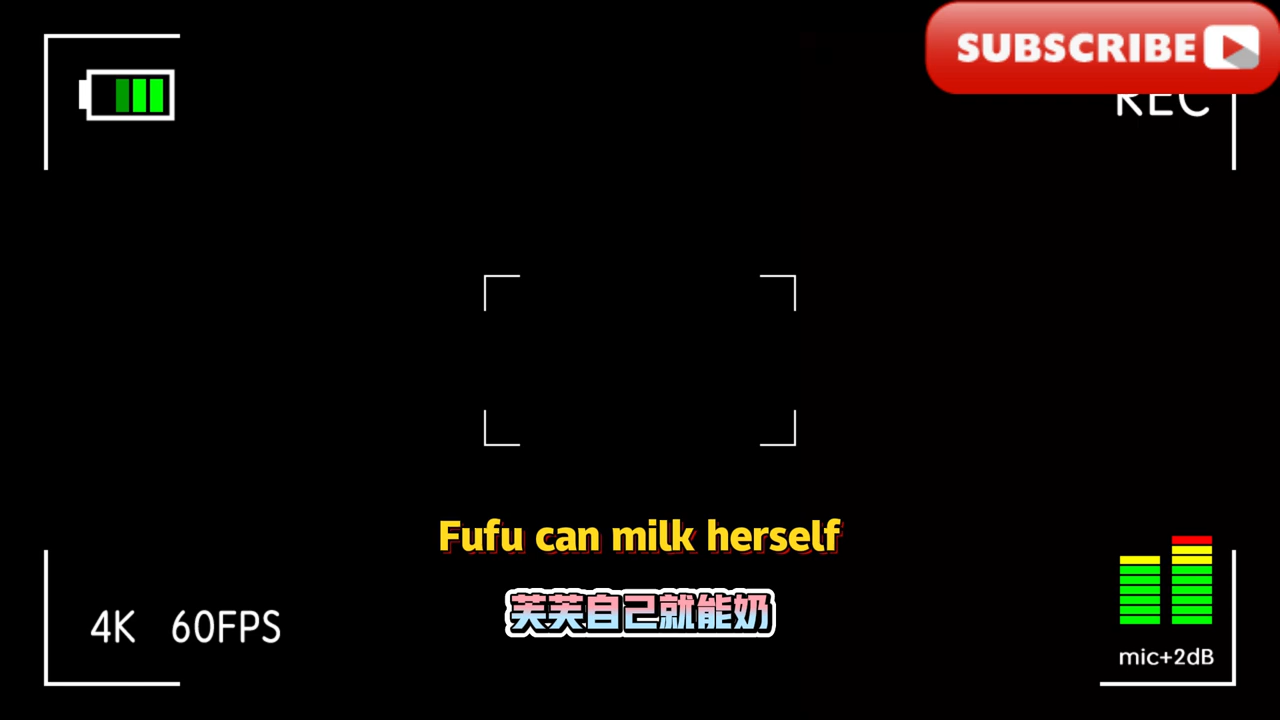 SUBSCRIBE
REC
Fufu can milk herself
芙芙自己就能奶
4K 60FPS
mic+2dB